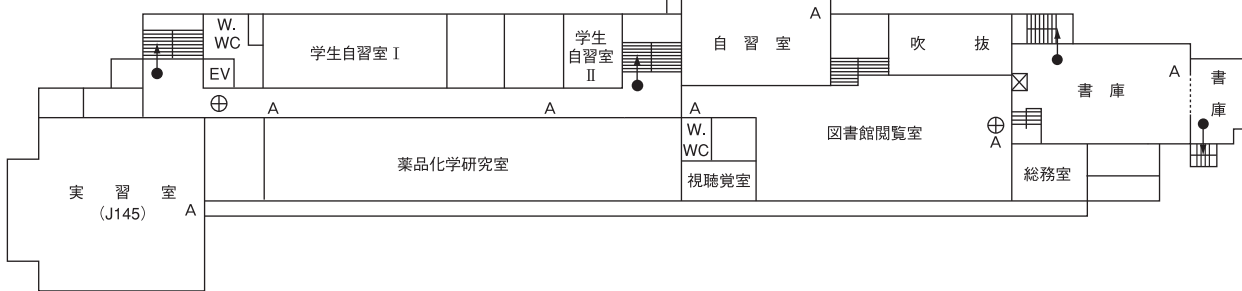 W.
WC
EV
学生自習室 I
学生
自習室
II
A
自 習 室
A
吹 抜
A
書 庫
書
庫
A
A
A
薬品化学研究室
W.
WC
視聴覚室
図書館閲覧室
A
総務室
実 習 室
(J145)
A